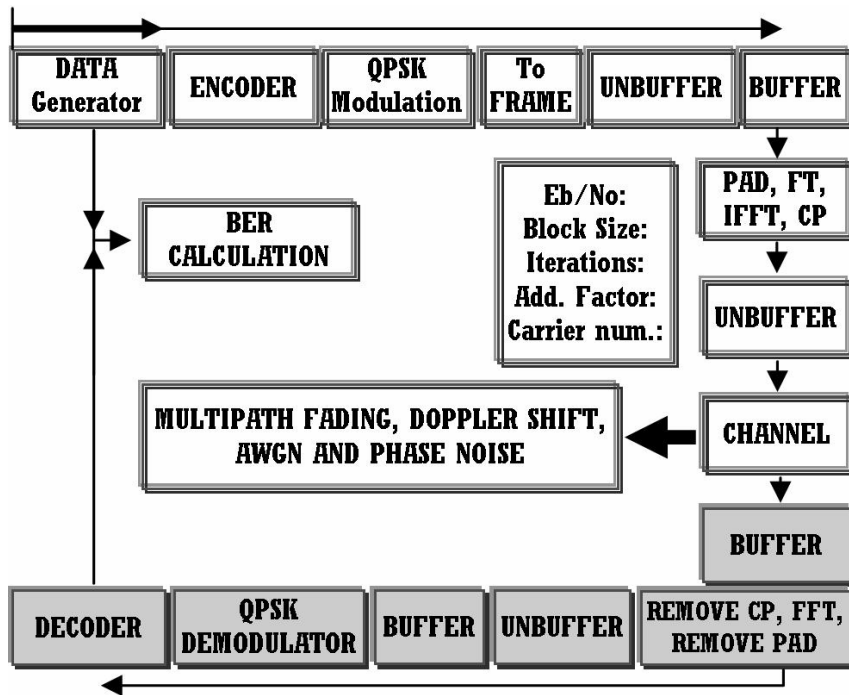 DATA
Generator
ENCODER
QPSK
Modulation
To
FRAME
UNBUFFER
BUFFER
PAD, FT,
IFFT, CP
Eb/No:
Block Size:
Iterations:
Add. Factor:
Carrier num.:
BER
CALCULATION
UNBUFFER
MULTIPATH FADING, DOPPLER SHIFT,
AWGN AND PHASE NOISE
CHANNEL
BUFFER
DECODER
QPSK
DEMODULATOR
BUFFER
UNBUFFER
REMOVE CP, FFT,
REMOVE PAD